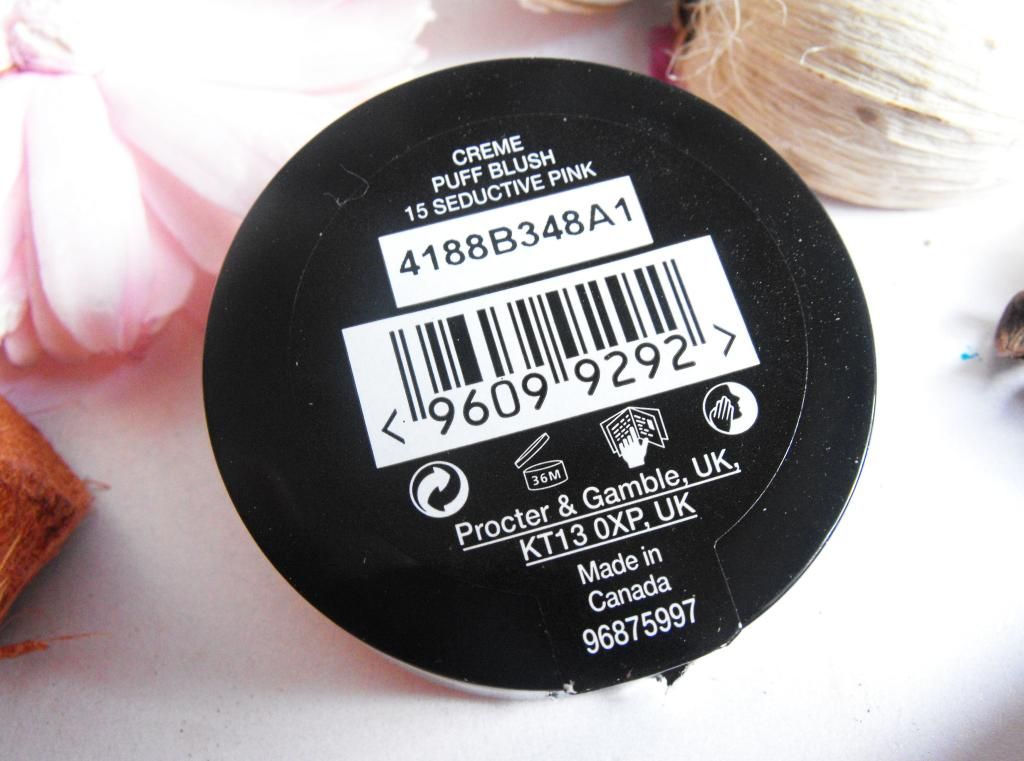 CREME
PUFF BLUSH
15 SEDUCTIVE PINK
4188B348A1
< 9609 9292 >
36M
Procter & Gamble, UK,
KT13 0XP, UK
Made in
Canada
96875997